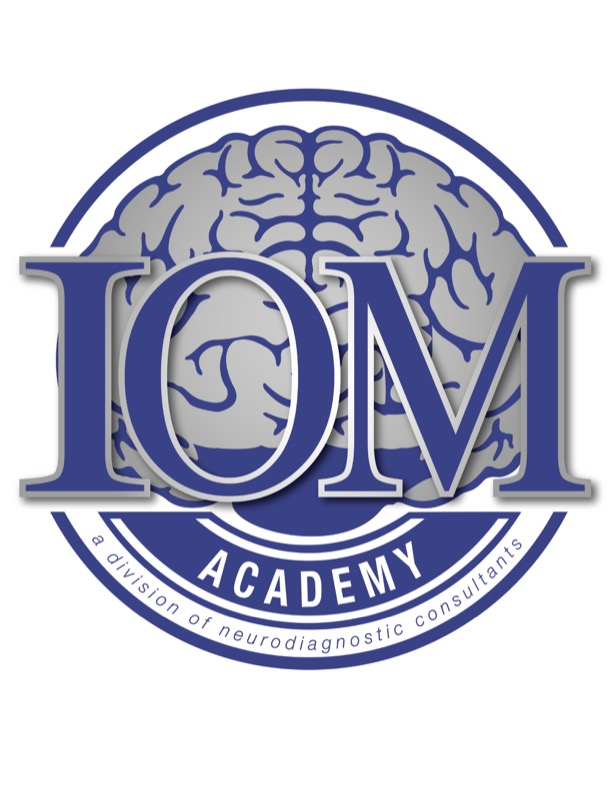 IOM
ACADEMY
a division of neurodiagnostic consultants